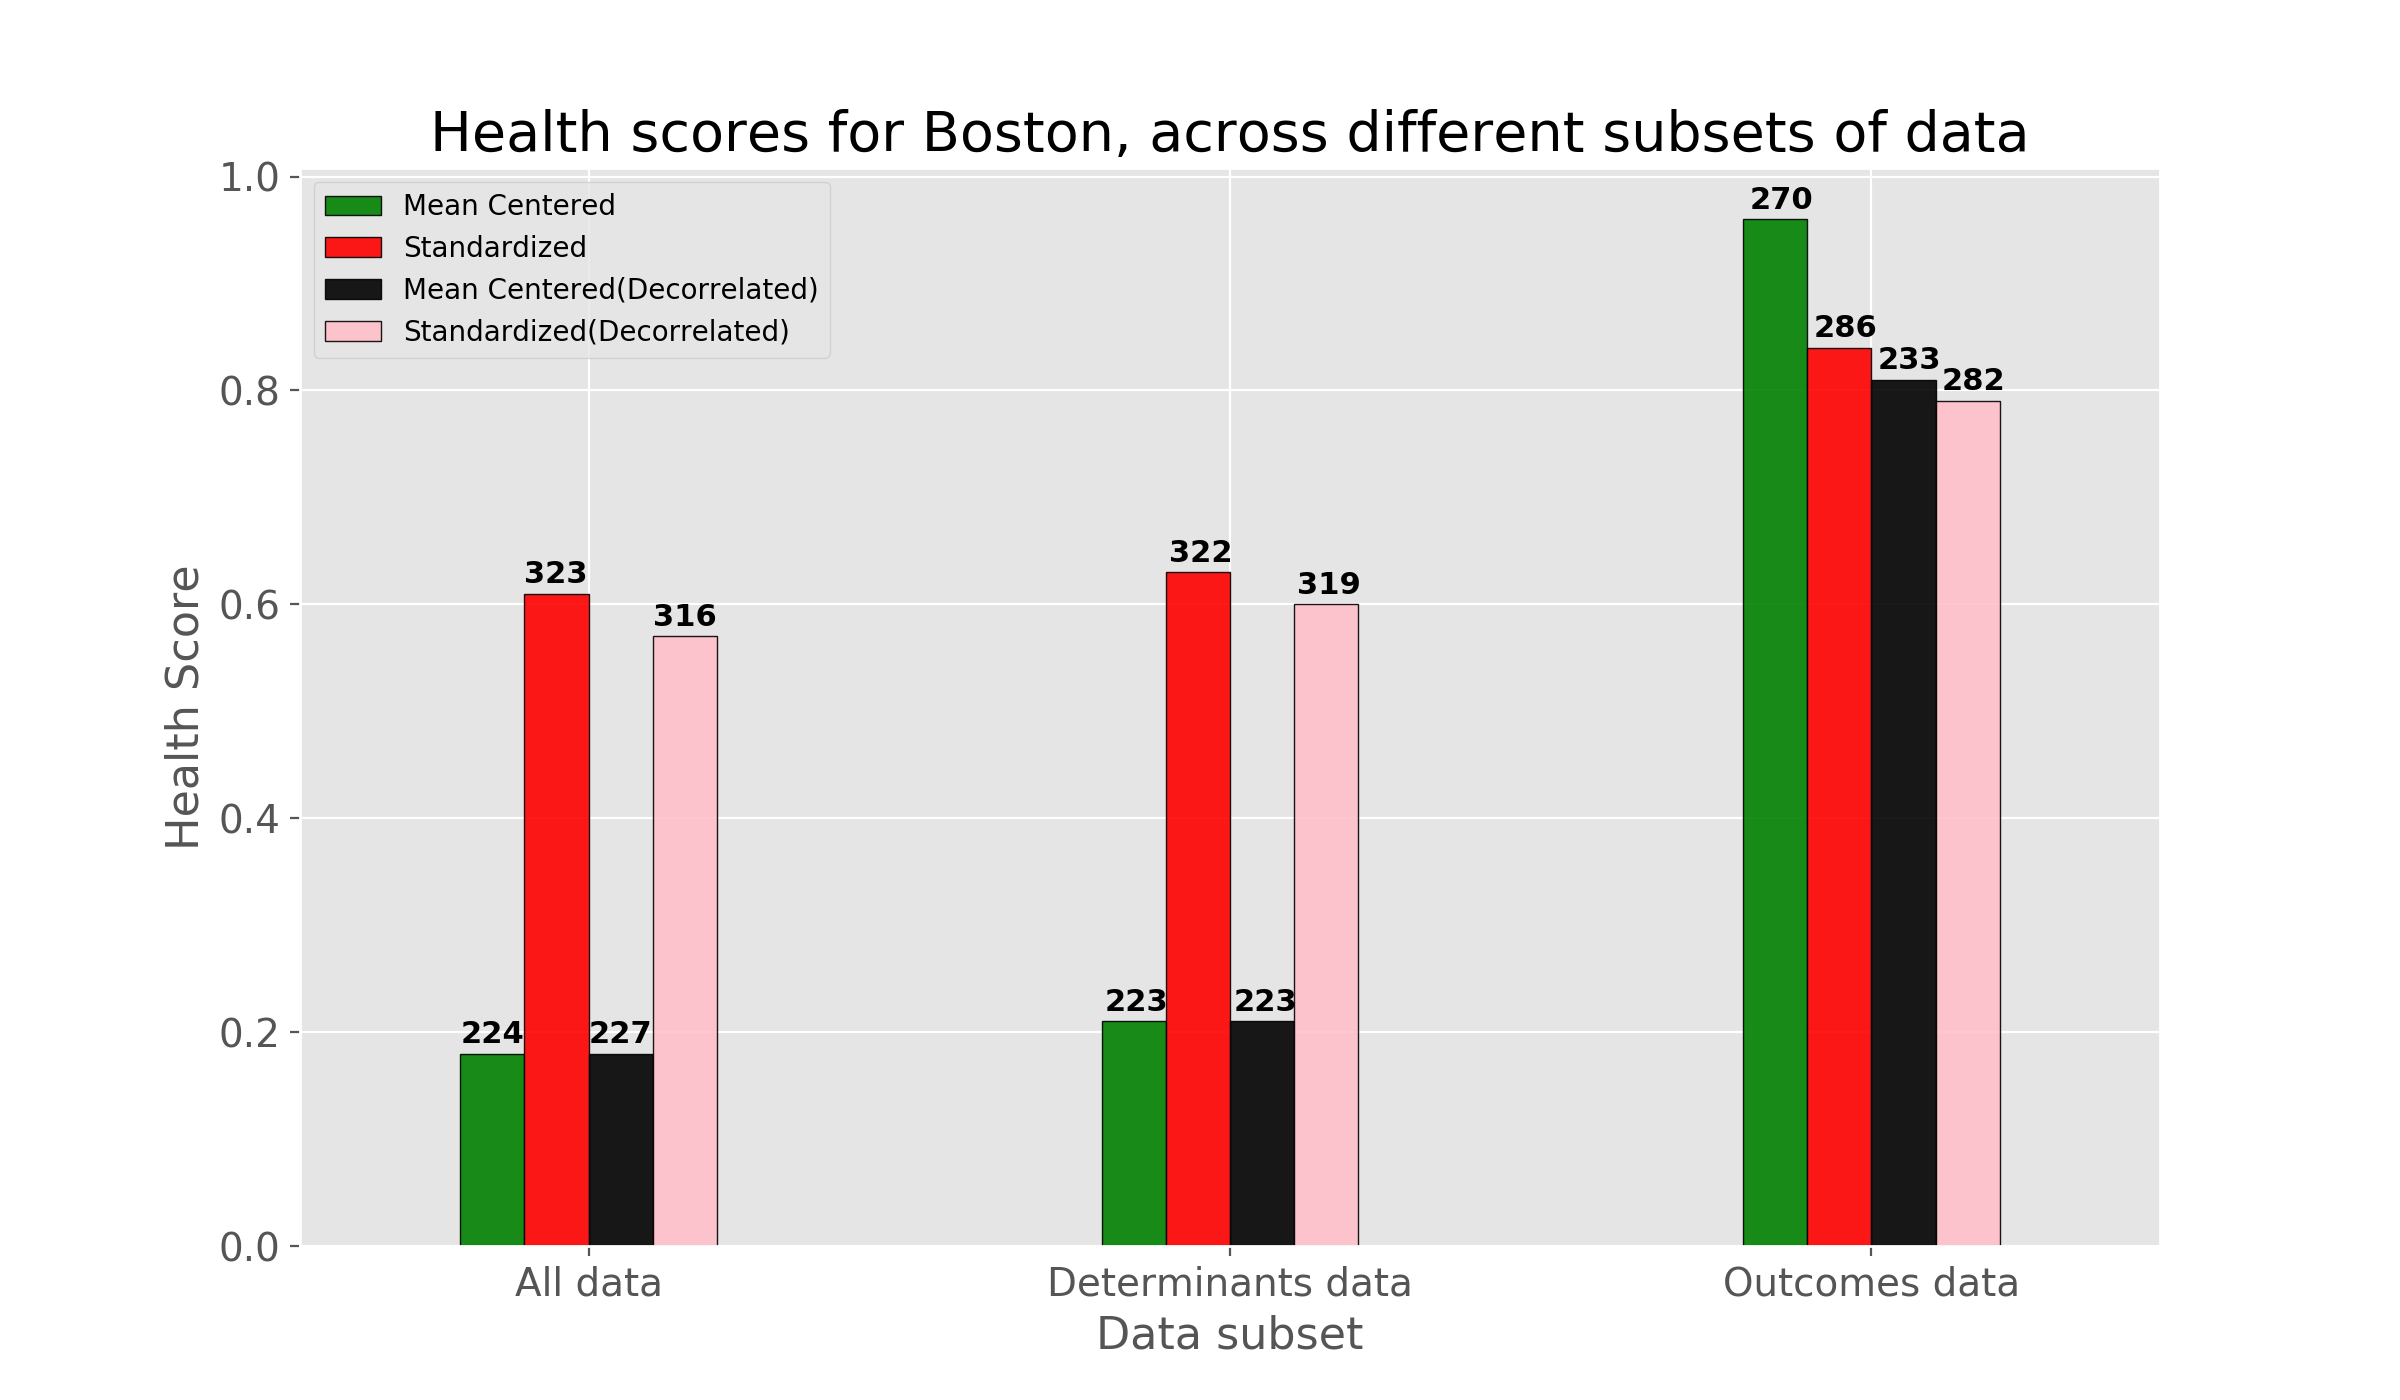 Health scores for Boston, across different subsets of data
1.0
0.8
0.6
0.4
0.2
0.0
Health Score
Mean Centered
Standardized
Mean Centered(Decorrelated)
Standardized(Decorrelated)
224
323
227
316
223
322
223
319
270
286
233
282
All data
Determinants data
Outcomes data
Data subset